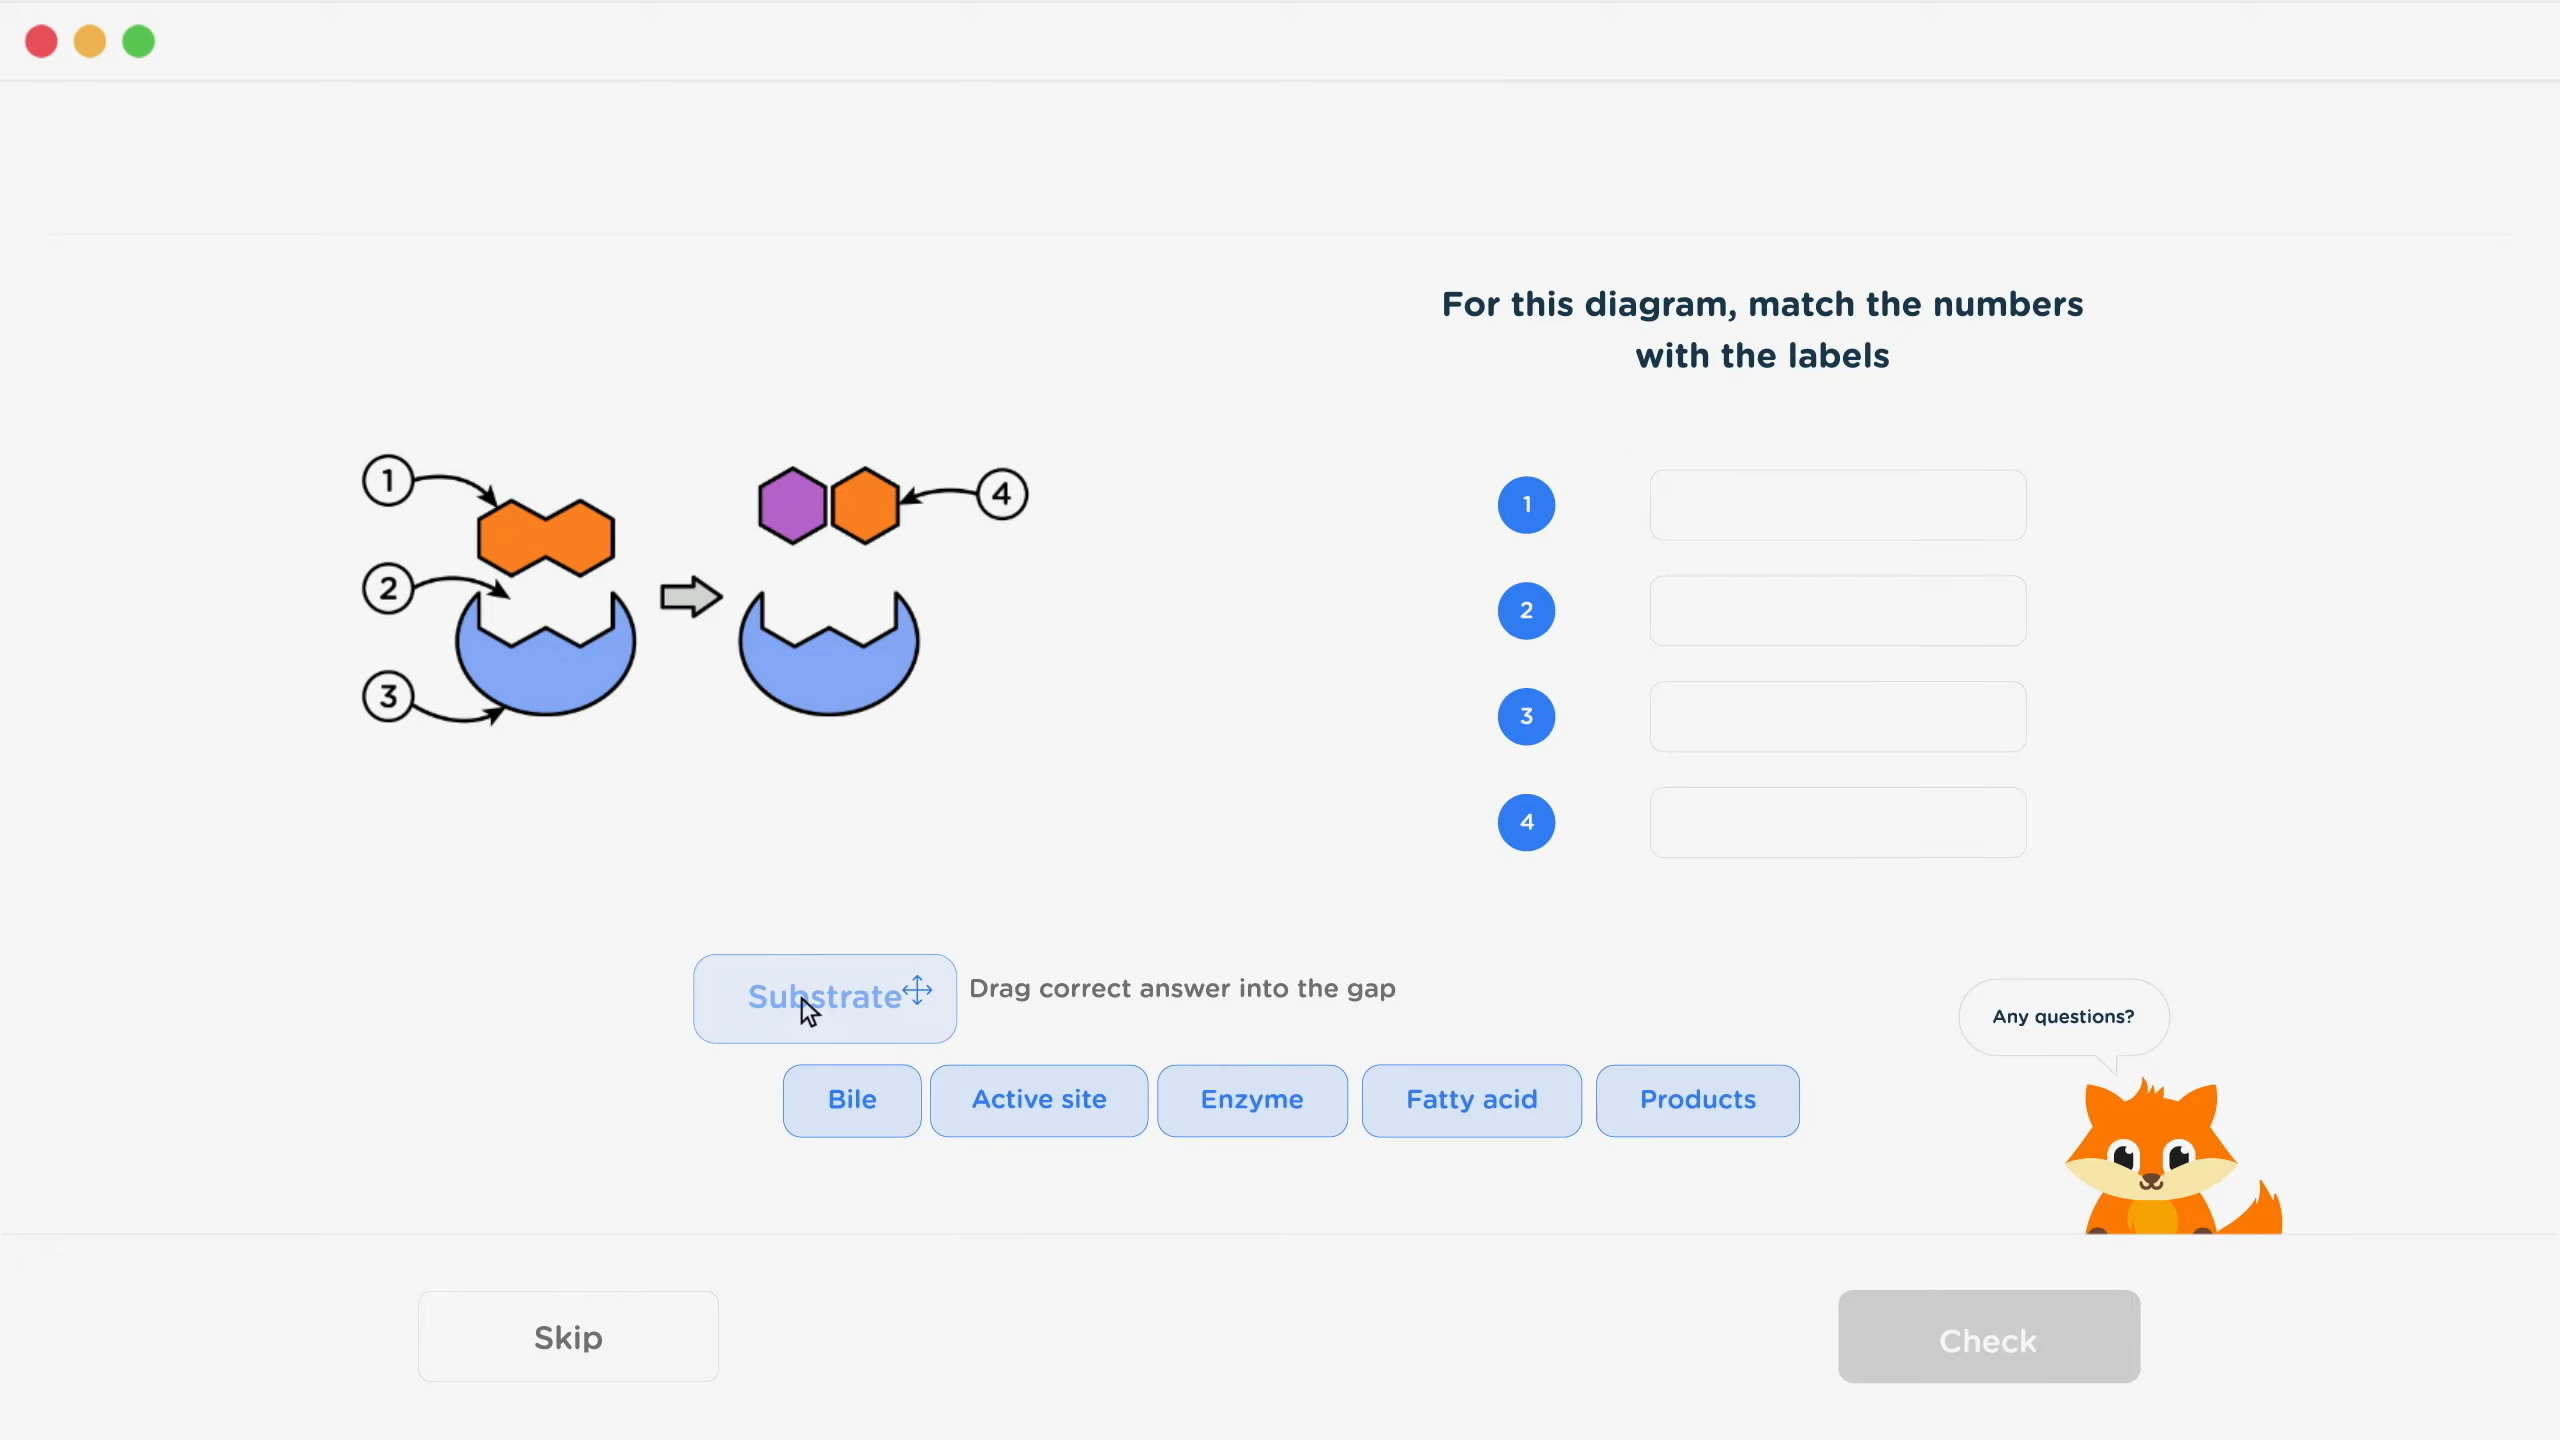 For this diagram, match the numbers
with the labels
1
2
3
4
1
2
3
4
Substrate
Drag correct answer into the gap
Bile
Active site
Enzyme
Fatty acid
Products
Any questions?
Skip
Check